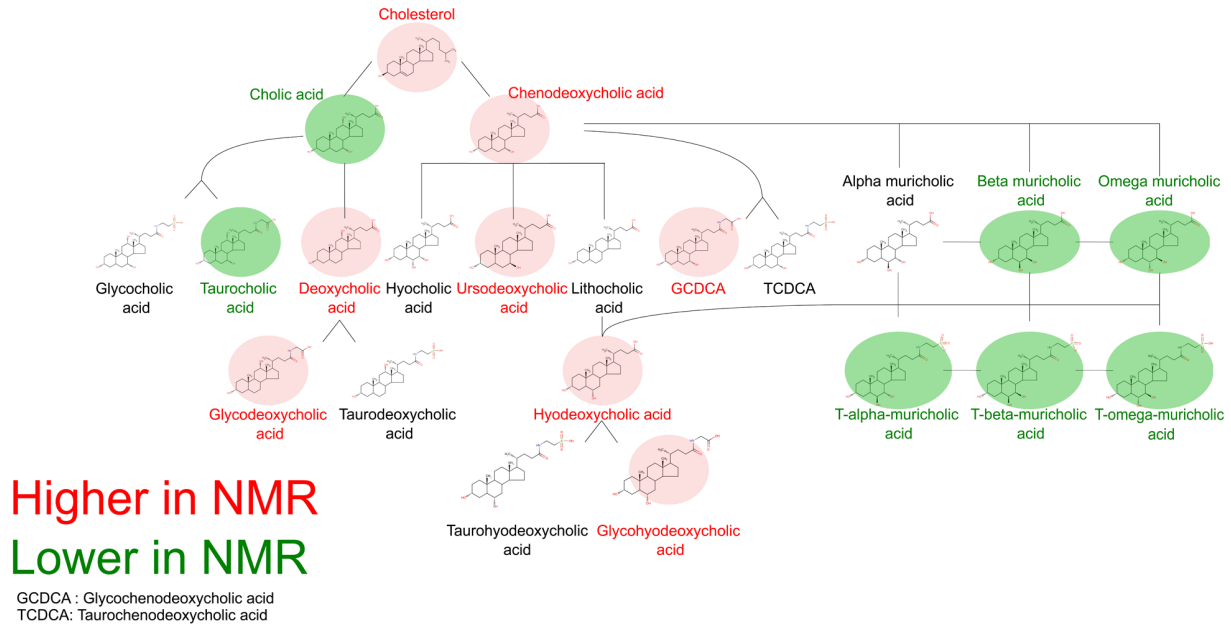 Cholesterol
Cholic acid
Chenodeoxycholic acid
Alpha muricholic
acid
Beta muricholic
acid
Omega muricholic
acid
Glycocholic
acid
Taurocholic
acid
Deoxycholic
acid
Hyocholic
acid
Ursodeoxycholic
acid
Lithocholic
acid
GCDCA
TCDCA
Glycodeoxycholic
acid
Taurodeoxycholic
acid
Hyodeoxycholic acid
T-alpha-muricholic
acid
T-beta-muricholic
acid
T-omega-muricholic
acid
Taurohyodeoxycholic
acid
Glycohyodeoxycholic
acid
Higher in NMR
Lower in NMR
GCDCA : Glycochenodeoxycholic acid
TCDCA: Taurochenodeoxycholic acid